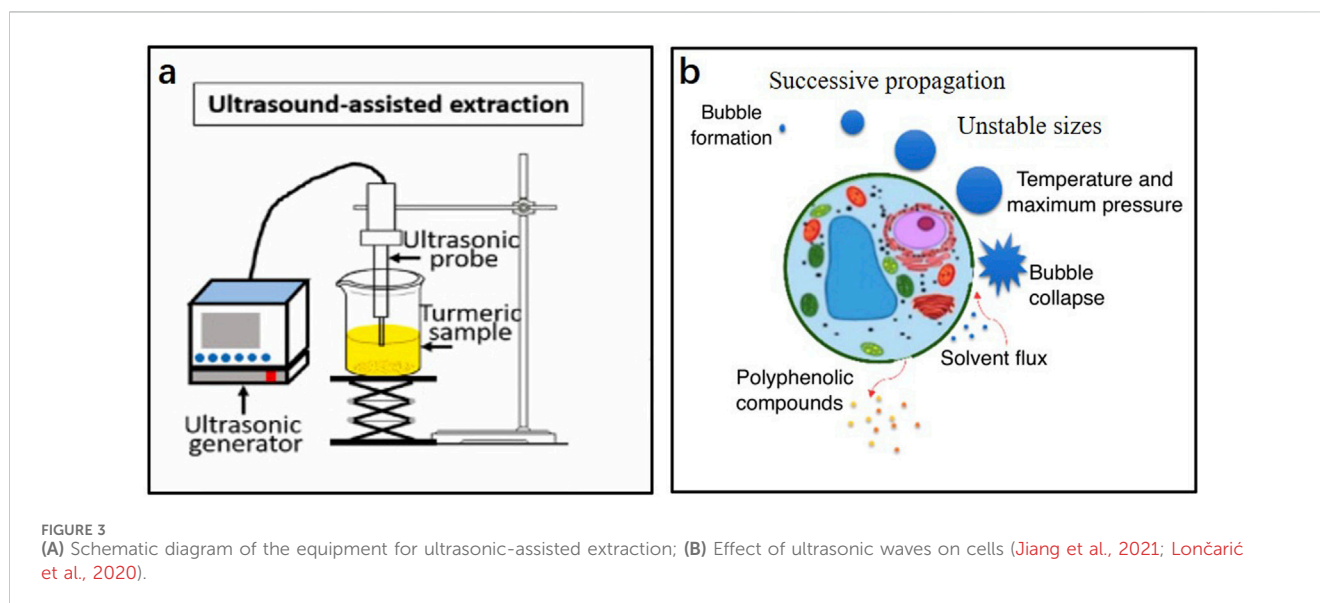 a
Ultrasound-assisted extraction
Ultrasonic
probe
Turmeric
sample
Ultrasonic
generator
b
Successive propagation
Bubble
formation
Unstable sizes
Temperature and
maximum pressure
Bubble
collapse
Solvent flux
Polyphenolic
compounds
FIGURE 3
(A) Schematic diagram of the equipment for ultrasonic-assisted extraction; (B) Effect of ultrasonic waves on cells (Jiang et al., 2021; Lončarić
et al., 2020).